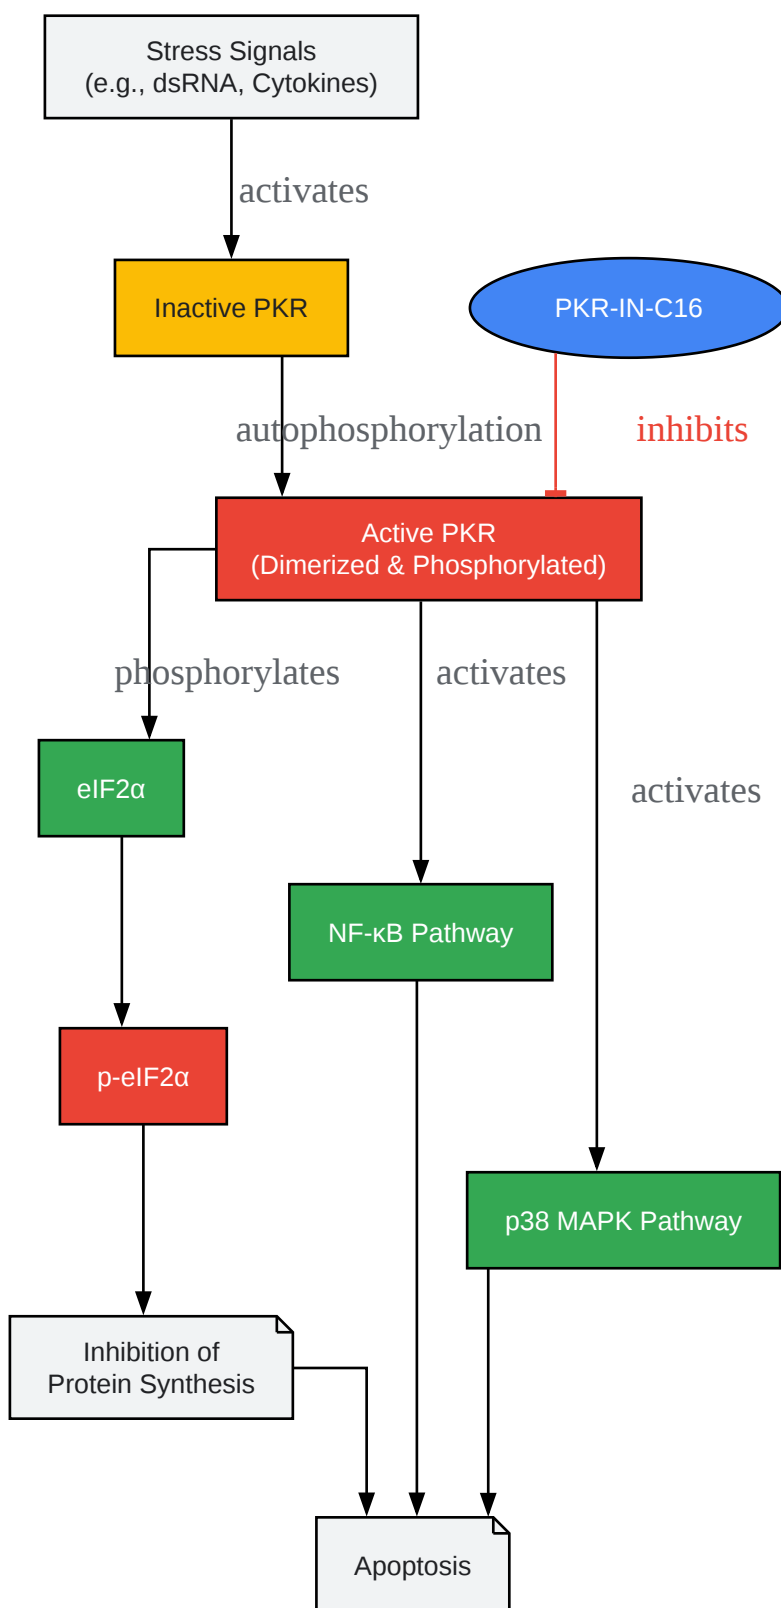 Stress Signals
(e.g., dsRNA, Cytokines)
activates
Inactive PKR
PKR-IN-C16
autophosphorylation
inhibits
Active PKR
(Dimerized & Phosphorylated)
phosphorylates
activates
eIF2α
activates
NF-κB Pathway
p-eIF2α
p38 MAPK Pathway
Inhibition of
Protein Synthesis
Apoptosis